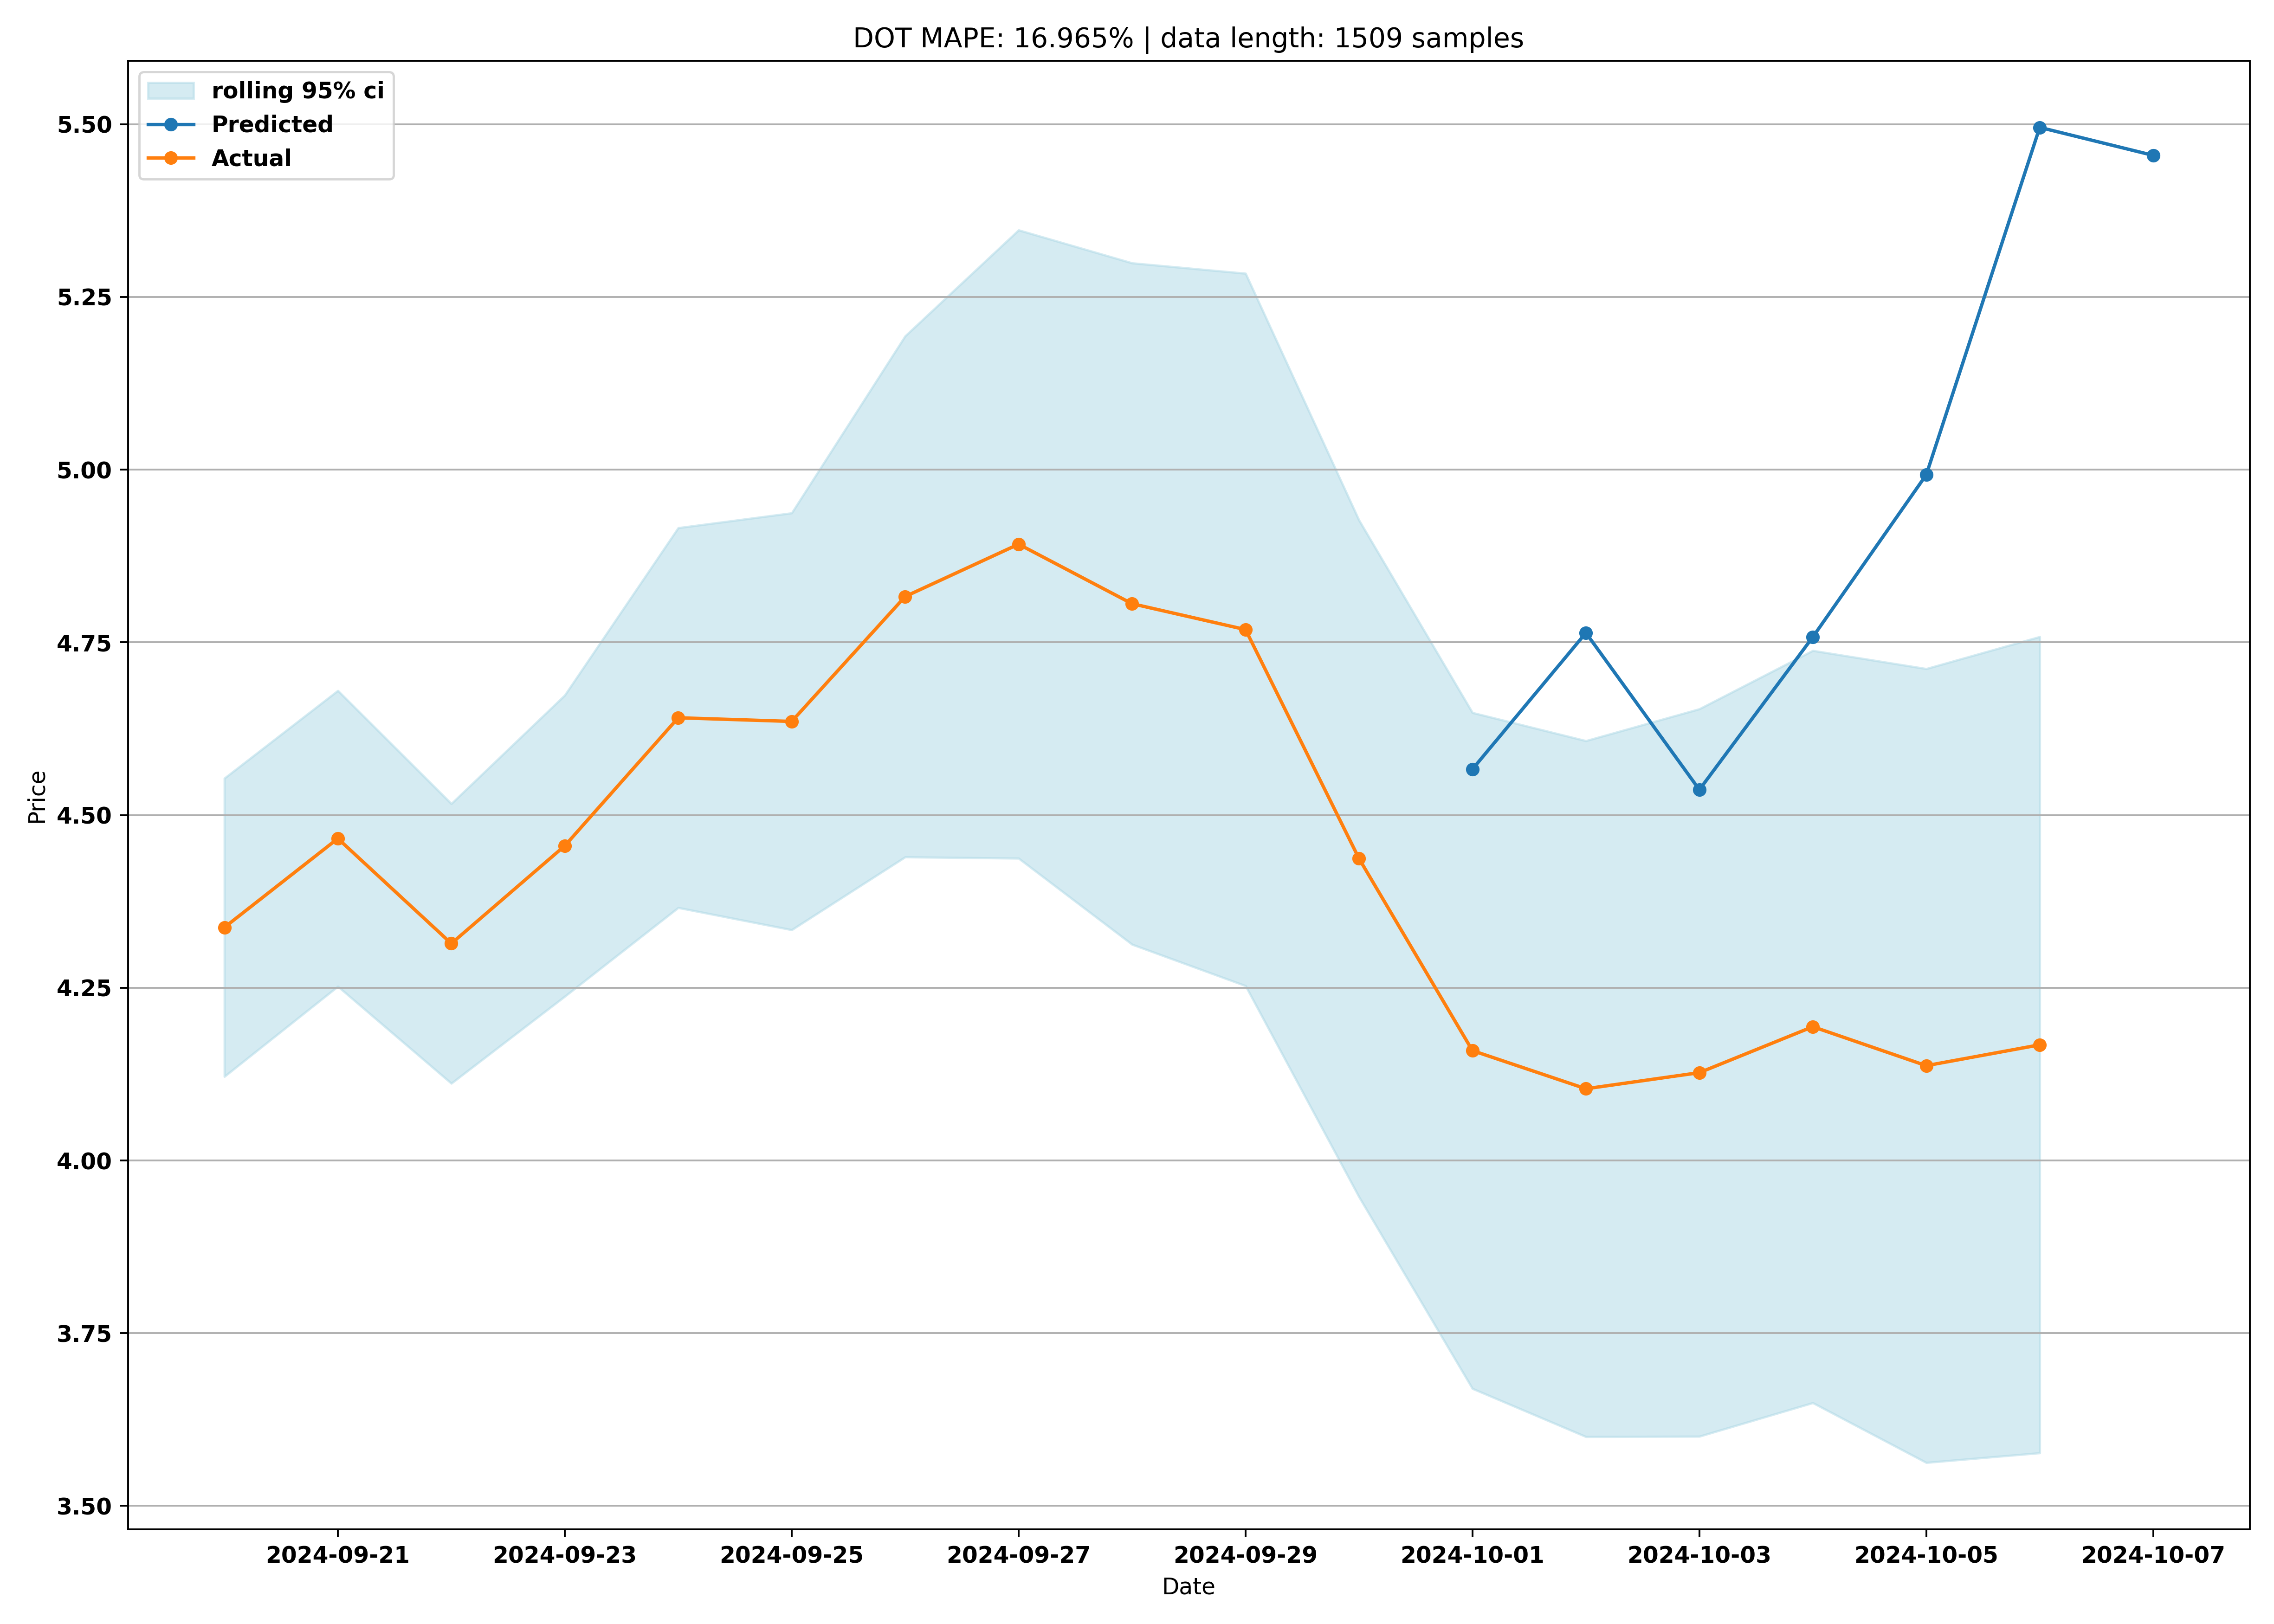 DOT MAPE: 16.965% | data length: 1509 samples
rolling 95% ci
Predicted
Actual
5.50
5.25
5.00
4.75
4.50
4.25
4.00
3.75
3.50
Price
2024-09-21 2024-09-23 2024-09-25 2024-09-27 2024-09-29 2024-10-01 2024-10-03 2024-10-05 2024-10-07
Date